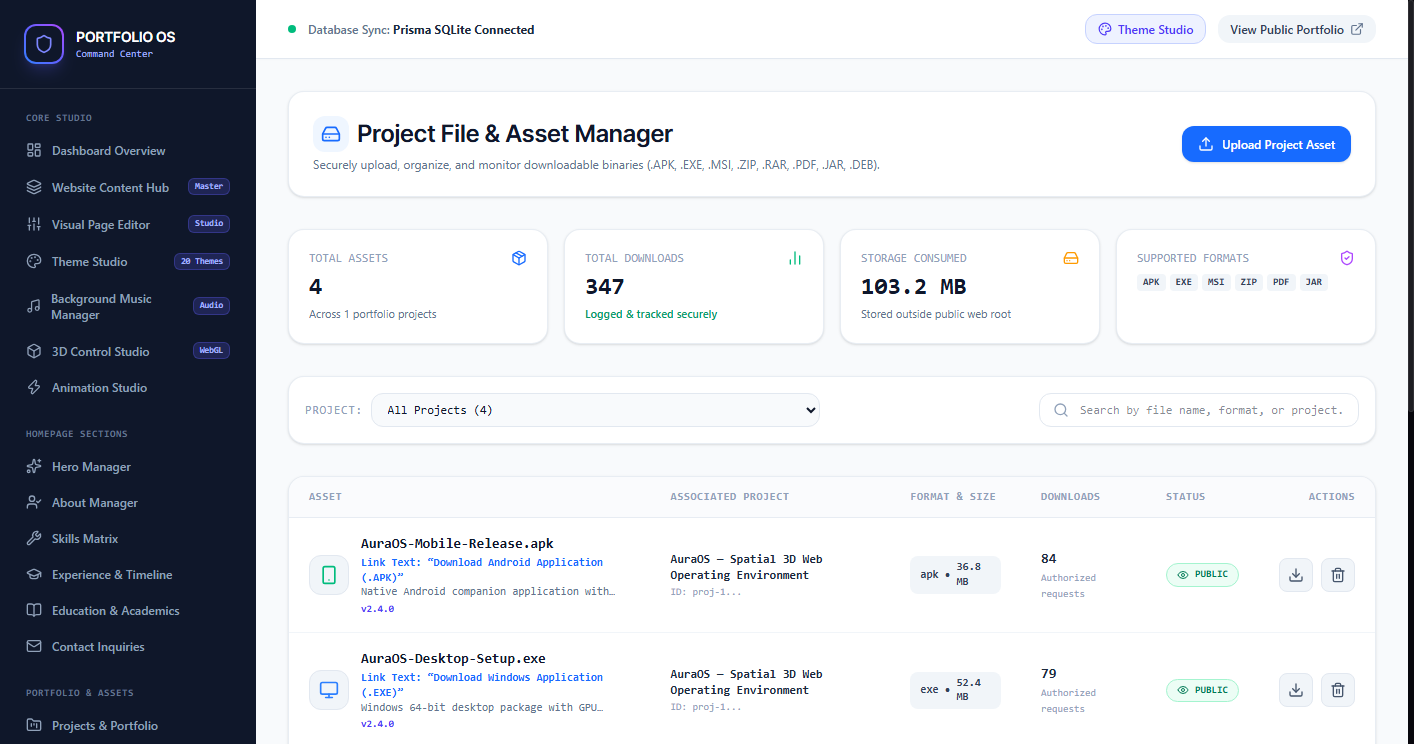 PORTFOLIO OS
Command Center
CORE STUDIO
Dashboard Overview
Website Content Hub
Master
Visual Page Editor
Studio
Theme Studio
20 Themes
Background Music
Manager
Audio
3D Control Studio
WebGL
Animation Studio
HOMEPAGE SECTIONS
Hero Manager
About Manager
Skills Matrix
Experience & Timeline
Education & Academics
Contact Inquiries
PORTFOLIO & ASSETS
Projects & Portfolio
Database Sync: Prisma SQLite Connected
Theme Studio
View Public Portfolio
Project File & Asset Manager
Securely upload, organize, and monitor downloadable binaries (.APK, .EXE, .MSI, .ZIP, .RAR, .PDF, .JAR, .DEB).
Upload Project Asset
TOTAL ASSETS
4
Across 1 portfolio projects
TOTAL DOWNLOADS
347
Logged & tracked securely
STORAGE CONSUMED
103.2 MB
Stored outside public web root
SUPPORTED FORMATS
APK EXE MSI ZIP PDF JAR
PROJECT:
All Projects (4)
Search by file name, format, or project.
ASSET ASSOCIATED PROJECT FORMAT & SIZE DOWNLOADS STATUS ACTIONS
AuraOS-Mobile-Release.apk
Link Text: “Download Android Application
(.APK)”
Native Android companion application with…
v2.4.0
AuraOS — Spatial 3D Web
Operating Environment
ID: proj-1...
apk • 36.8
MB
84
Authorized
requests
PUBLIC
AuraOS-Desktop-Setup.exe
Link Text: “Download Windows Application
(.EXE)”
Windows 64-bit desktop package with GPU…
v2.4.0
AuraOS — Spatial 3D Web
Operating Environment
ID: proj-1...
exe • 52.4
MB
79
Authorized
requests
PUBLIC